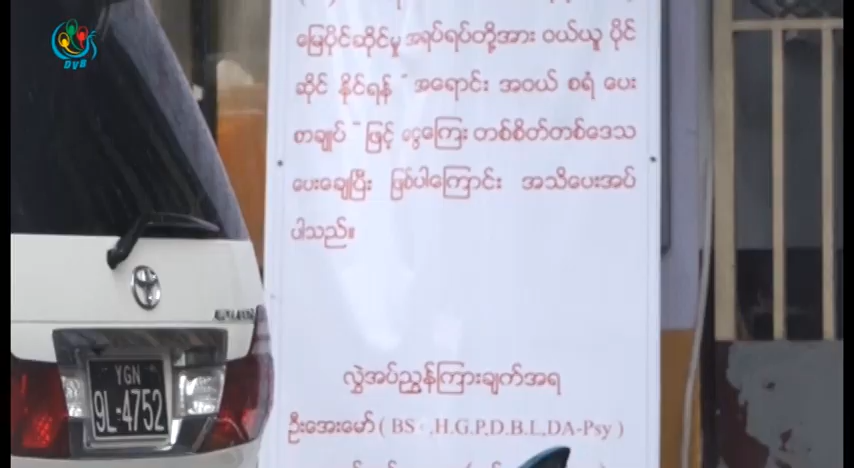 DVB
မြေပိုင်ဆိုင်မှု အရပ်ရပ်တို့အား ဝယ်ယူ ပိုင်
ဆိုင် နိုင်ရန် " အရောင်း အဝယ် စရံ ပေး
စာချုပ် " ဖြင့် ငွေကြေး တစ်စိတ်တစ်ဒေသ
ပေးချေပြီး ဖြစ်ပါကြောင်း အသိပေးအပ်
ပါသည်။
လွှဲအပ်ညွှန်ကြားချက်အရ
ဦးအေးမော် ( BS . ,H.G.P,D.B.L,DA-Psy )
YGN
9L-4752